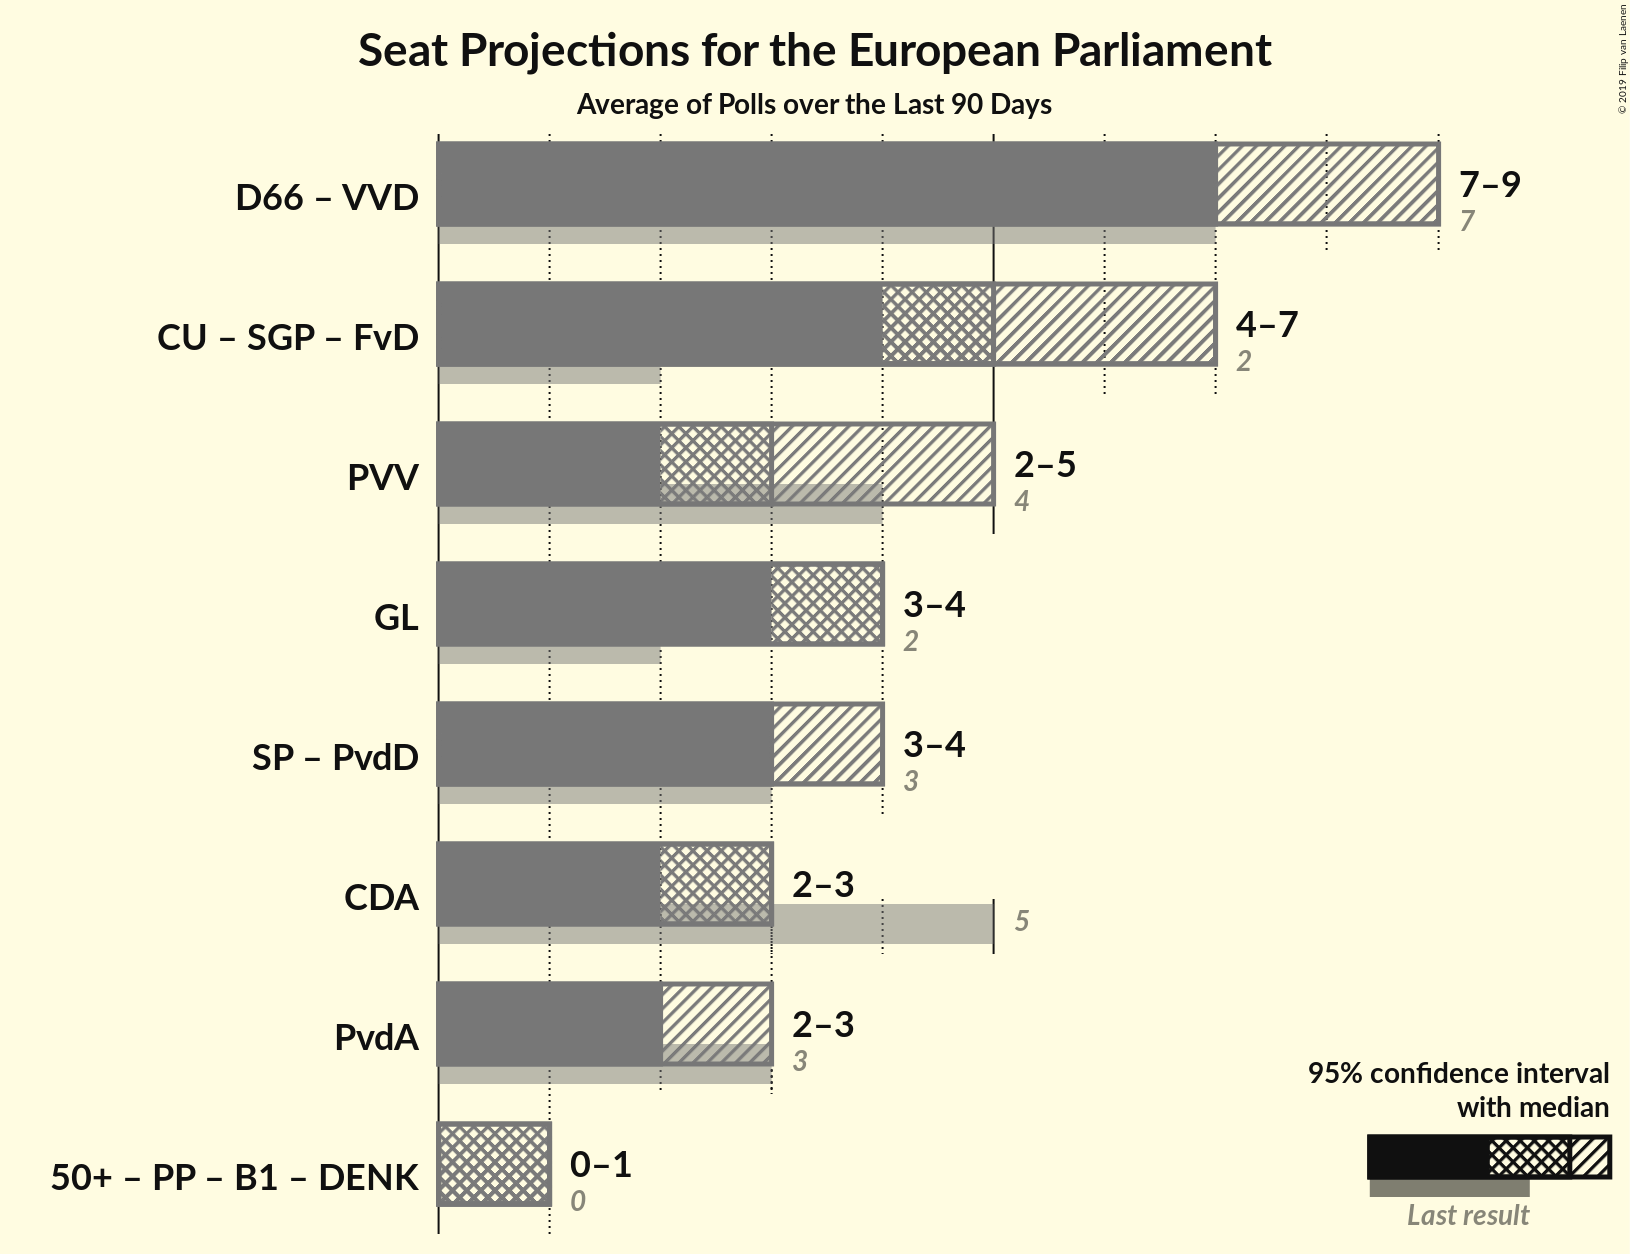 Seat Projections for the European Parliament
Average of Polls over the Last 90 Days
© 2019 Filip van Laenen
D66 – VVD
7–9
7
CU – SGP – FvD
4–7
2
PVV
2–5
4
GL
3–4
2
SP – PvdD
3–4
3
CDA
2–3
5
PvdA
2–3
3
50+ – PP – B1 – DENK
0–1
0
95% confidence interval
with median
Last result